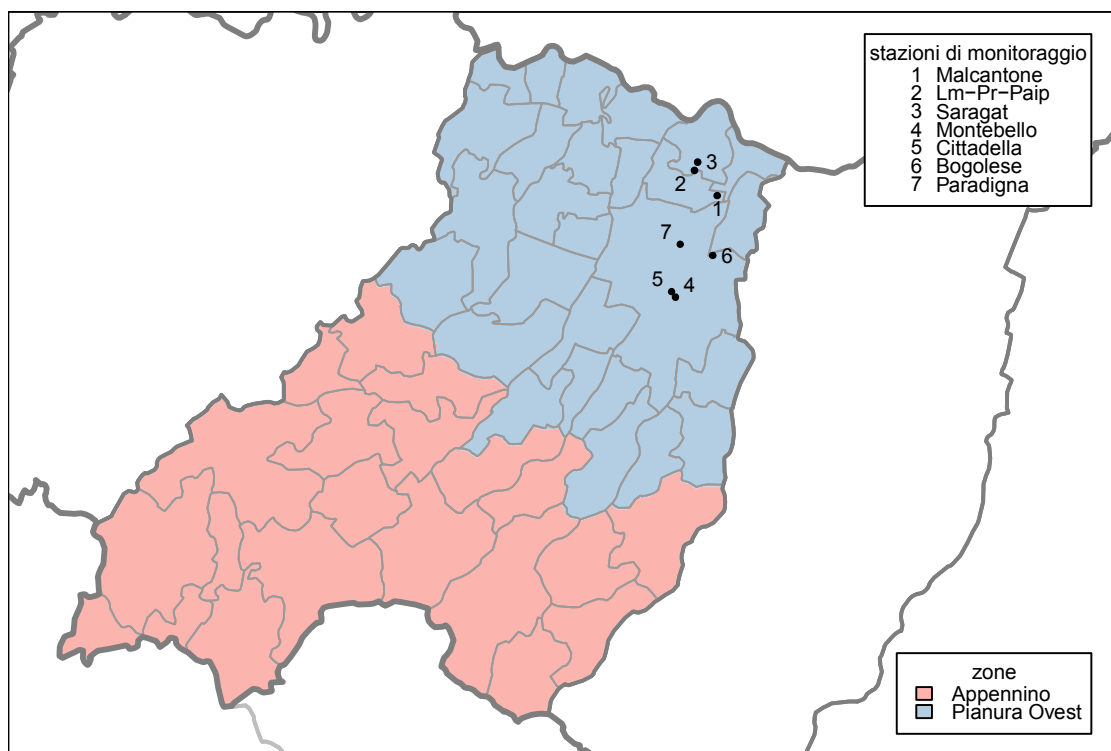 stazioni di monitoraggio
1 Malcantone
2 Lm−Pr−Paip
3 Saragat
4 Montebello
5 Cittadella
6 Bogolese
7 Paradigna
3
2
1
7
6
5
4
zone
Appennino
Pianura Ovest